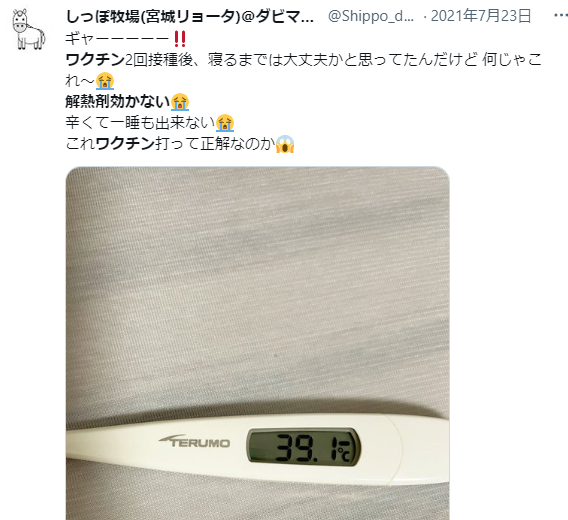 しっぽ牧場(宮城リョータ)@ダビマ... @Shippo_d... · 2021年7月23日 ...
ギャーーーーー‼️
ワクチン2回接種後、寝るまでは大丈夫かと思ってたんだけど 何じゃこ
れ〜😭
解熱剤効かない😭
辛くて一睡も出来ない😭
これワクチン打って正解なのか😱
TERUMO
39.1℃